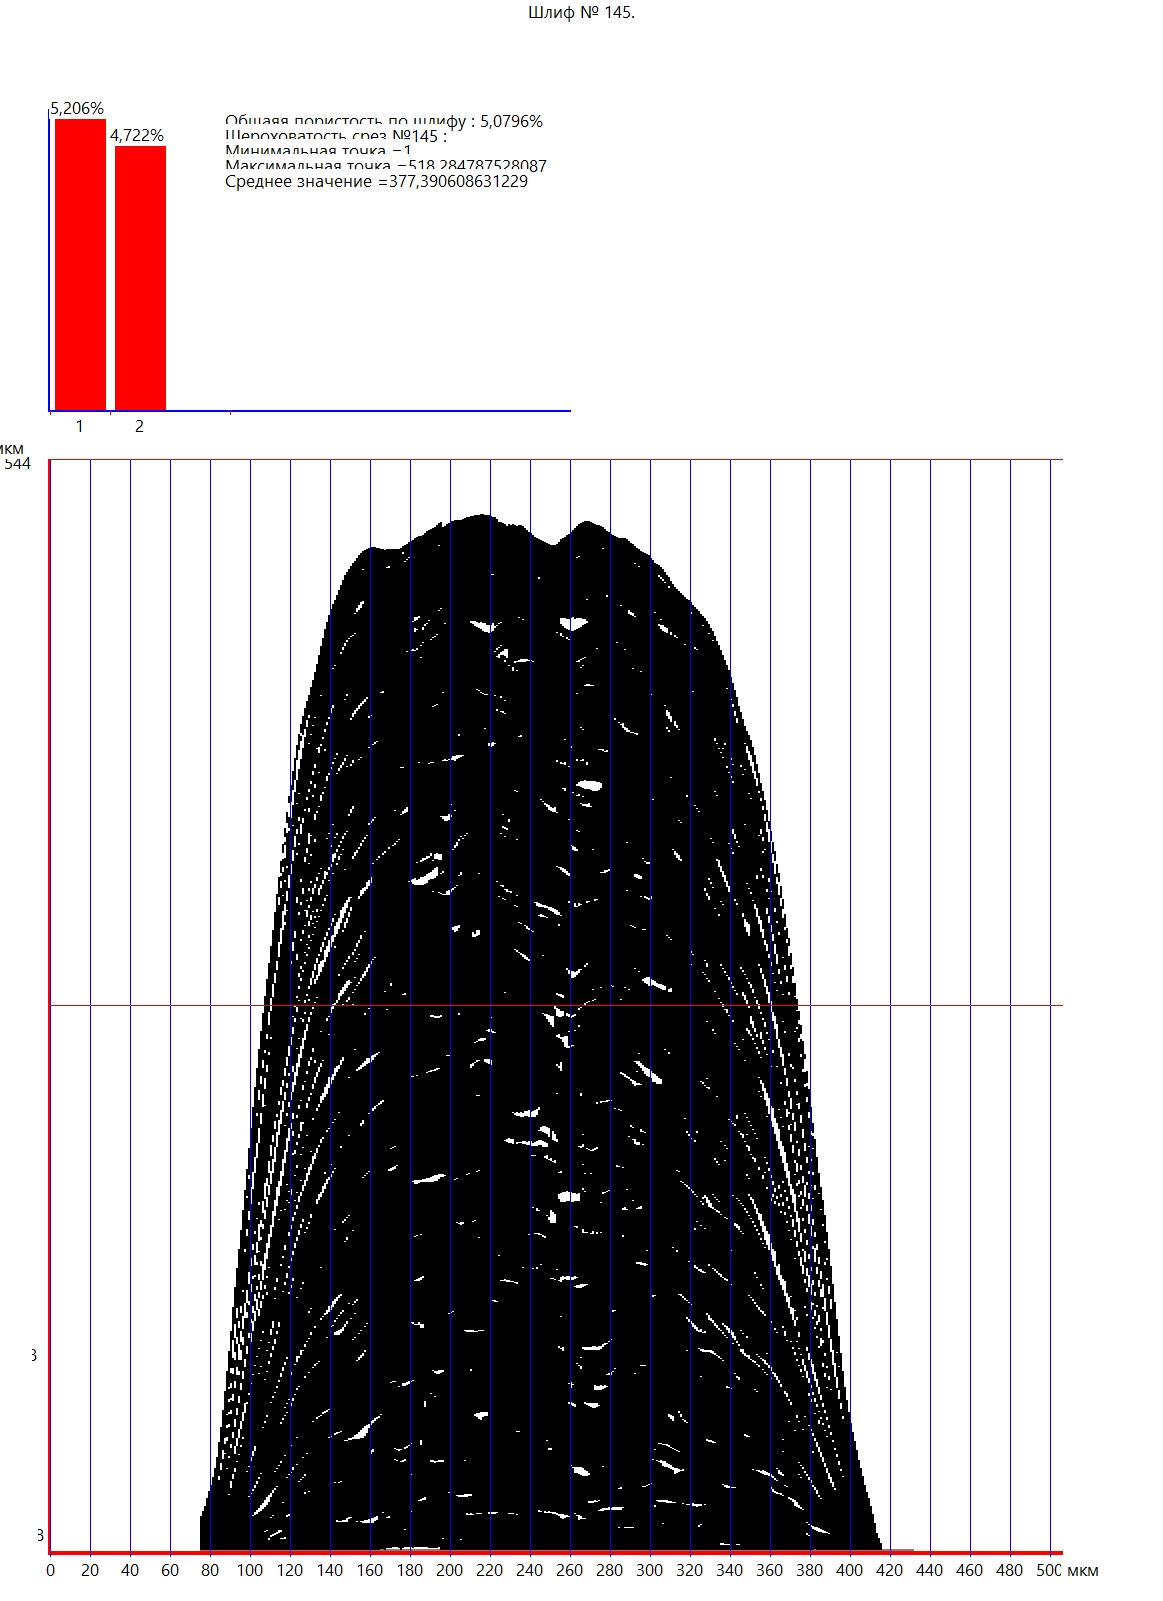 Шлиф № 145.
5,206%
4,722%
Общая пористость по шлифу : 5,0796%
Шероховатость срез №145 :
Минимальная точка =1
Максимальная точка =518,284787528087
Среднее значение =377,390608631229
1 2
мкм
544
3
3
0 20 40 60 80 100 120 140 160 180 200 220 240 260 280 300 320 340 360 380 400 420 440 460 480 500 мкм